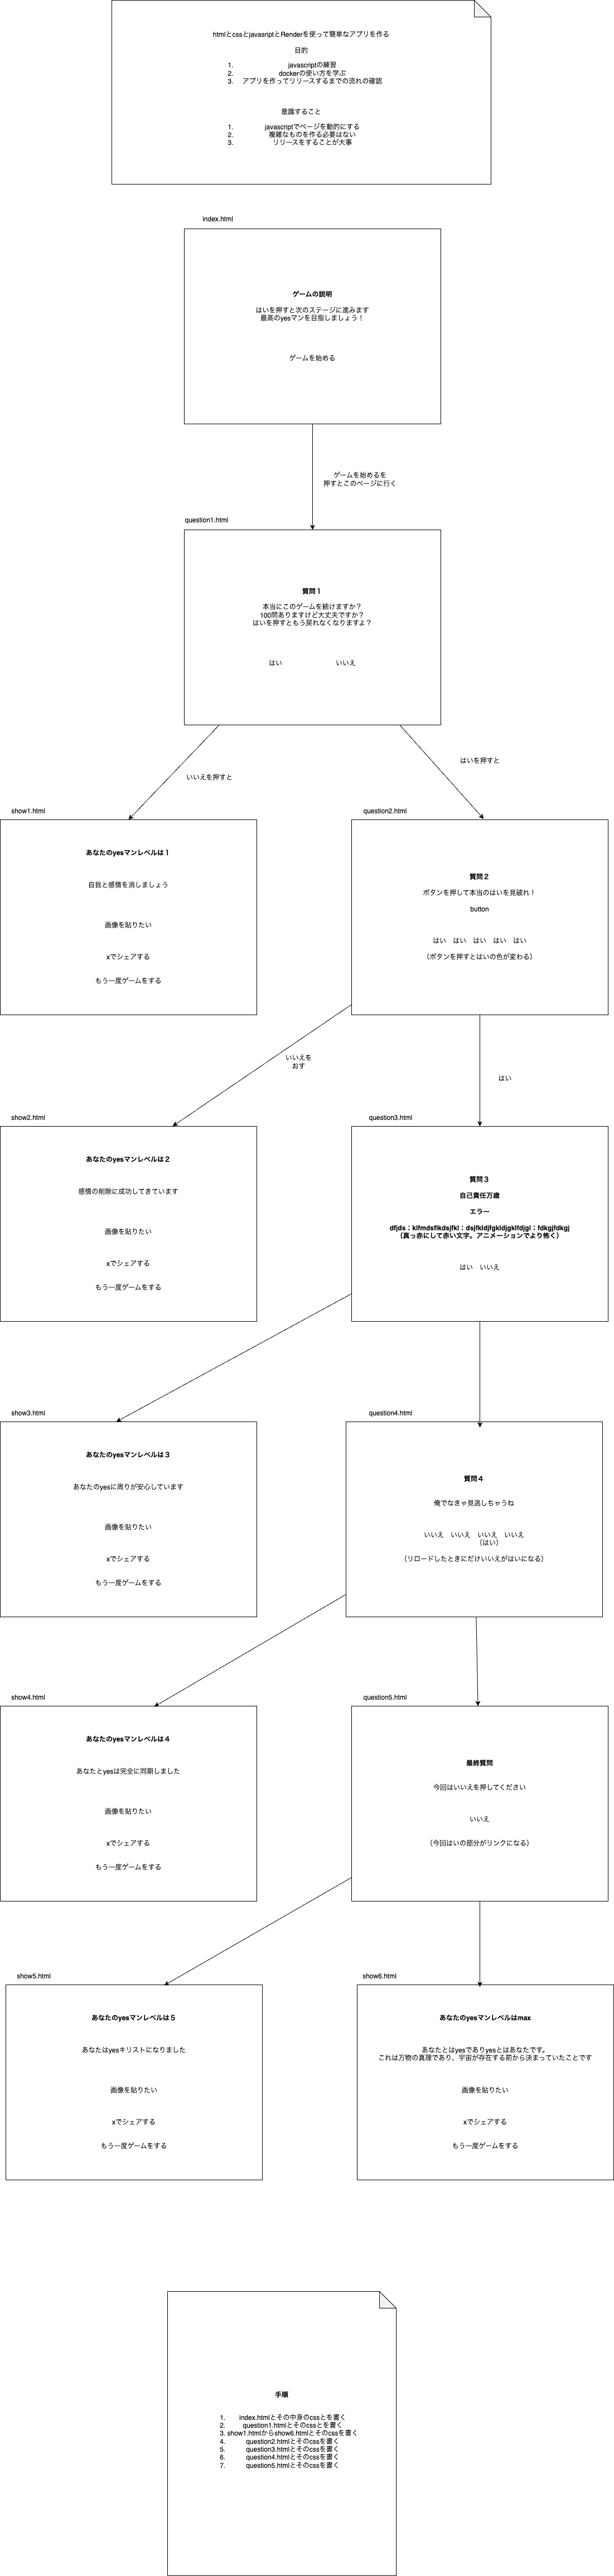 htmlとcssとjavasriptとRenderを使って簡単なアプリを作る
目的
1. javascriptの練習
2. dockerの使い方を学ぶ
3. アプリを作ってリリースするまでの流れの確認
意識すること
1. javascriptでページを動的にする
2. 複雑なものを作る必要はない
3. リリースをすることが大事
index.html
ゲームの説明
はいを押すと次のステージに進みます
最高のyesマンを目指しましょう！
ゲームを始める
ゲームを始めるを
押すとこのページに行く
question1.html
質問１
本当にこのゲームを続けますか？
100問ありますけど大丈夫ですか？
はいを押すともう戻れなくなりますよ？
はい いいえ
はいを押すと
いいえを押すと
show1.html
あなたのyesマンレベルは１
自我と感情を消しましょう
画像を貼りたい
xでシェアする
もう一度ゲームをする
question2.html
質問２
ボタンを押して本当のはいを見破れ！
button
はい はい はい はい はい
（ボタンを押すとはいの色が変わる）
いいえを
おす
はい
show2.html
あなたのyesマンレベルは２
感情の削除に成功してきています
画像を貼りたい
xでシェアする
もう一度ゲームをする
question3.html
質問３
自己責任万歳
エラー
dfjds；klfmdsflkdsjfkl；dsjfkldjfgkldjgklfdjgl；fdkgjfdkgj
（真っ赤にして赤い文字。アニメーションでより怖く）
はい いいえ
show3.html
あなたのyesマンレベルは３
あなたのyesに周りが安心しています
画像を貼りたい
xでシェアする
もう一度ゲームをする
question4.html
質問４
俺でなきゃ見逃しちゃうね
いいえ いいえ いいえ いいえ
（はい）
（リロードしたときにだけいいえがはいになる）
show4.html
あなたのyesマンレベルは４
あなたとyesは完全に同期しました
画像を貼りたい
xでシェアする
もう一度ゲームをする
question5.html
最終質問
今回はいいえを押してください
いいえ
（今回はいの部分がリンクになる）
show5.html
あなたのyesマンレベルは５
あなたはyesキリストになりました
画像を貼りたい
xでシェアする
もう一度ゲームをする
show6.html
あなたのyesマンレベルはmax
あなたとはyesでありyesとはあなたです。
これは万物の真理であり、宇宙が存在する前から決まっていたことです
画像を貼りたい
xでシェアする
もう一度ゲームをする
手順
1. index.htmlとその中身のcssとを書く
2. question1.htmlとそのcssとを書く
3. show1.htmlからshow6.htmlとそのcssを書く
4. question2.htmlとそのcssを書く
5. question3.htmlとそのcssを書く
6. question4.htmlとそのcssを書く
7. question5.htmlとそのcssを書く